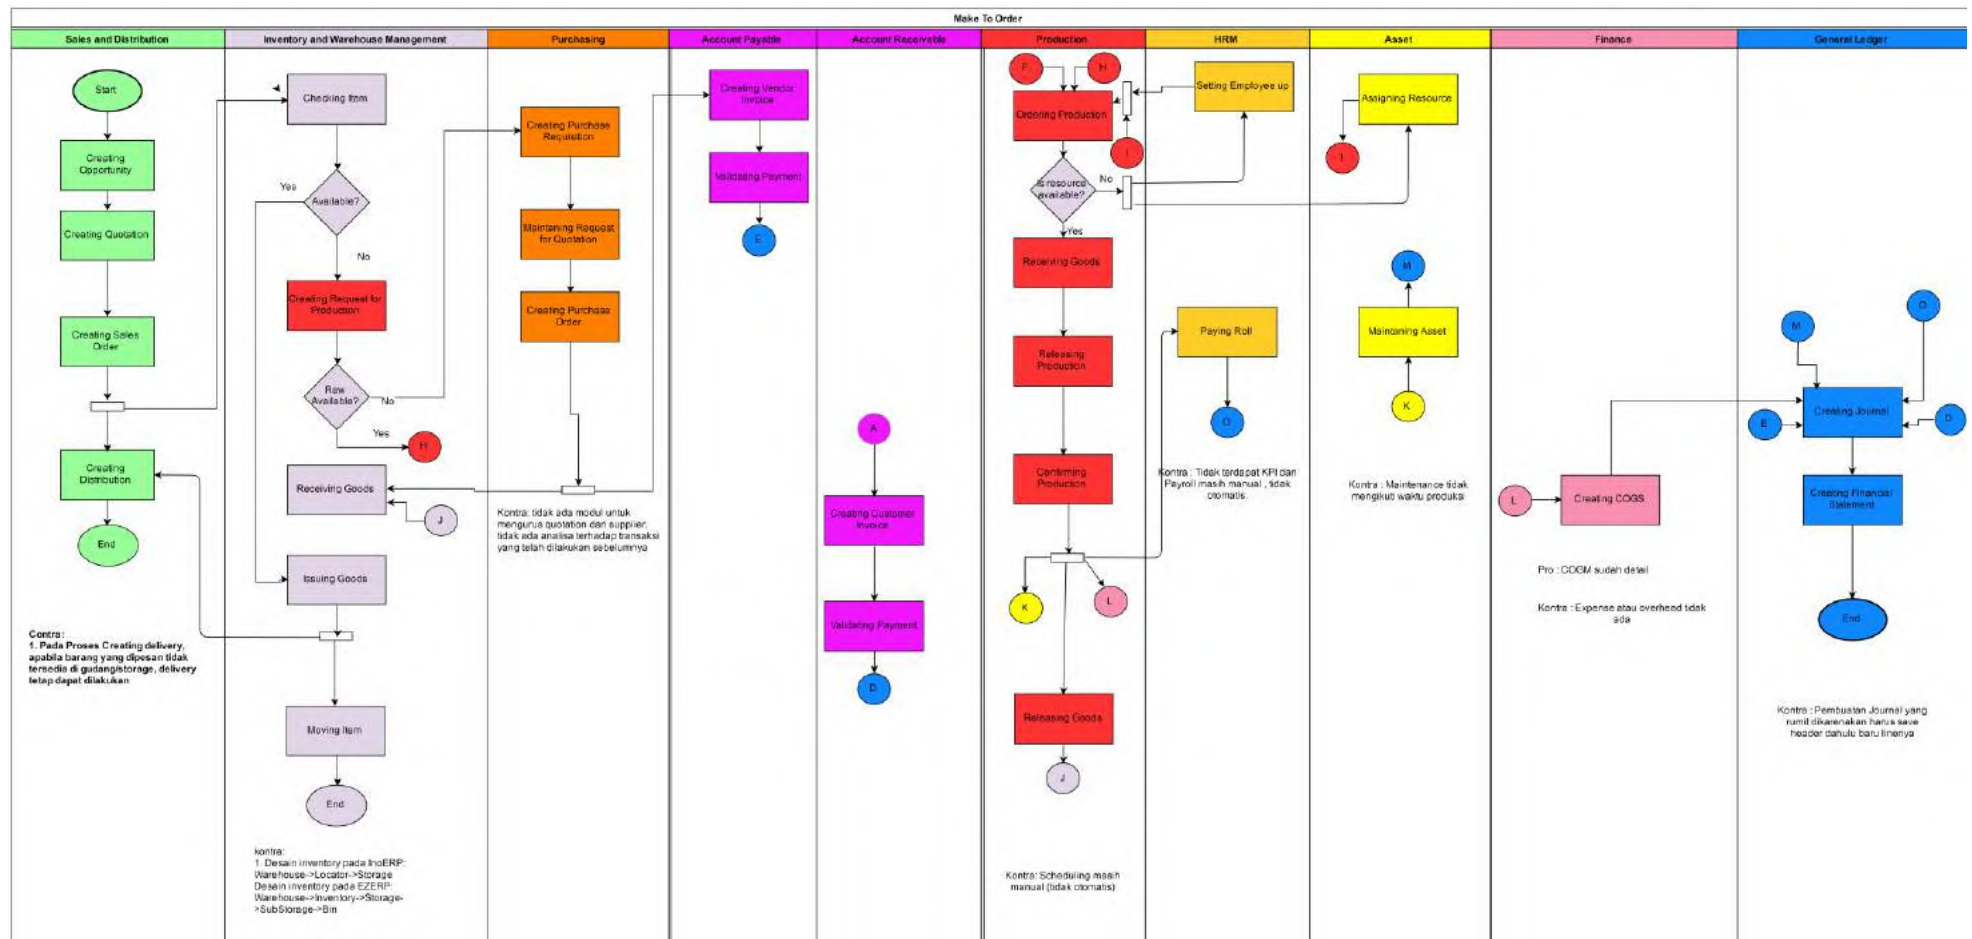 Make To Order
Sales and Distribution
Inventory and Warehouse Management
Purchasing
Account Payable
Account Receivable
Production
HRM
Asset
Finance
General Ledger
Start
Creating
Opportunity
Creating Quotation
Creating Sales
Order
Creating
Distribution
End
Contra:
1. Pada Proses Creating delivery,
apabila barang yang dipesan tidak
tersedia di gudang/storage, delivery
tetap dapat dilakukan
Checking Item
Yes
Available?
No
Creating Request for
Production
Raw
Available?
No
Yes
H
Receiving Goods
J
Issuing Goods
Moving Item
End
kontra:
1. Desain inventory pada InoERP:
Warehouse->Locator->Storage
Desain inventory pada EZERP:
Warehouse->Inventory->Storage-
>SubStorage->Bin
Creating Purchase
Requisition
Maintaning Request
for Quotation
Creating Purchase
Order
Kontra: tidak ada modul untuk
mengurus quotation dari supplier,
tidak ada analisa terhadap transaksi
yang telah dilakukan sebelumnya
Creating Vendor
Invoice
Validating Payment
E
A
Creating Customer
Invoice
Validating Payment
D
F
H
Ordering Production
I
Is resource
available?
No
Yes
Receiving Goods
Releasing
Production
Confirming
Production
K
L
Releasing Goods
J
Kontra: Scheduling masih
manual (tidak otomatis)
Setting Employee up
Paying Roll
O
Kontra : Tidak terdapat KPI dan
Payroll masih manual , tidak
otomatis.
Assigning Resource
I
M
Maintaining Asset
K
Kontra : Maintenance tidak
mengikuti waktu produksi
L
Creating COGS
Pro : COGM sudah detail
Kontra : Expense atau overhead tidak
ada
M
O
Creating Journal
E
D
Creating Financial
Statement
End
Kontra : Pembuatan Journal yang
rumit dikarenakan harus save
header dahulu baru linenya